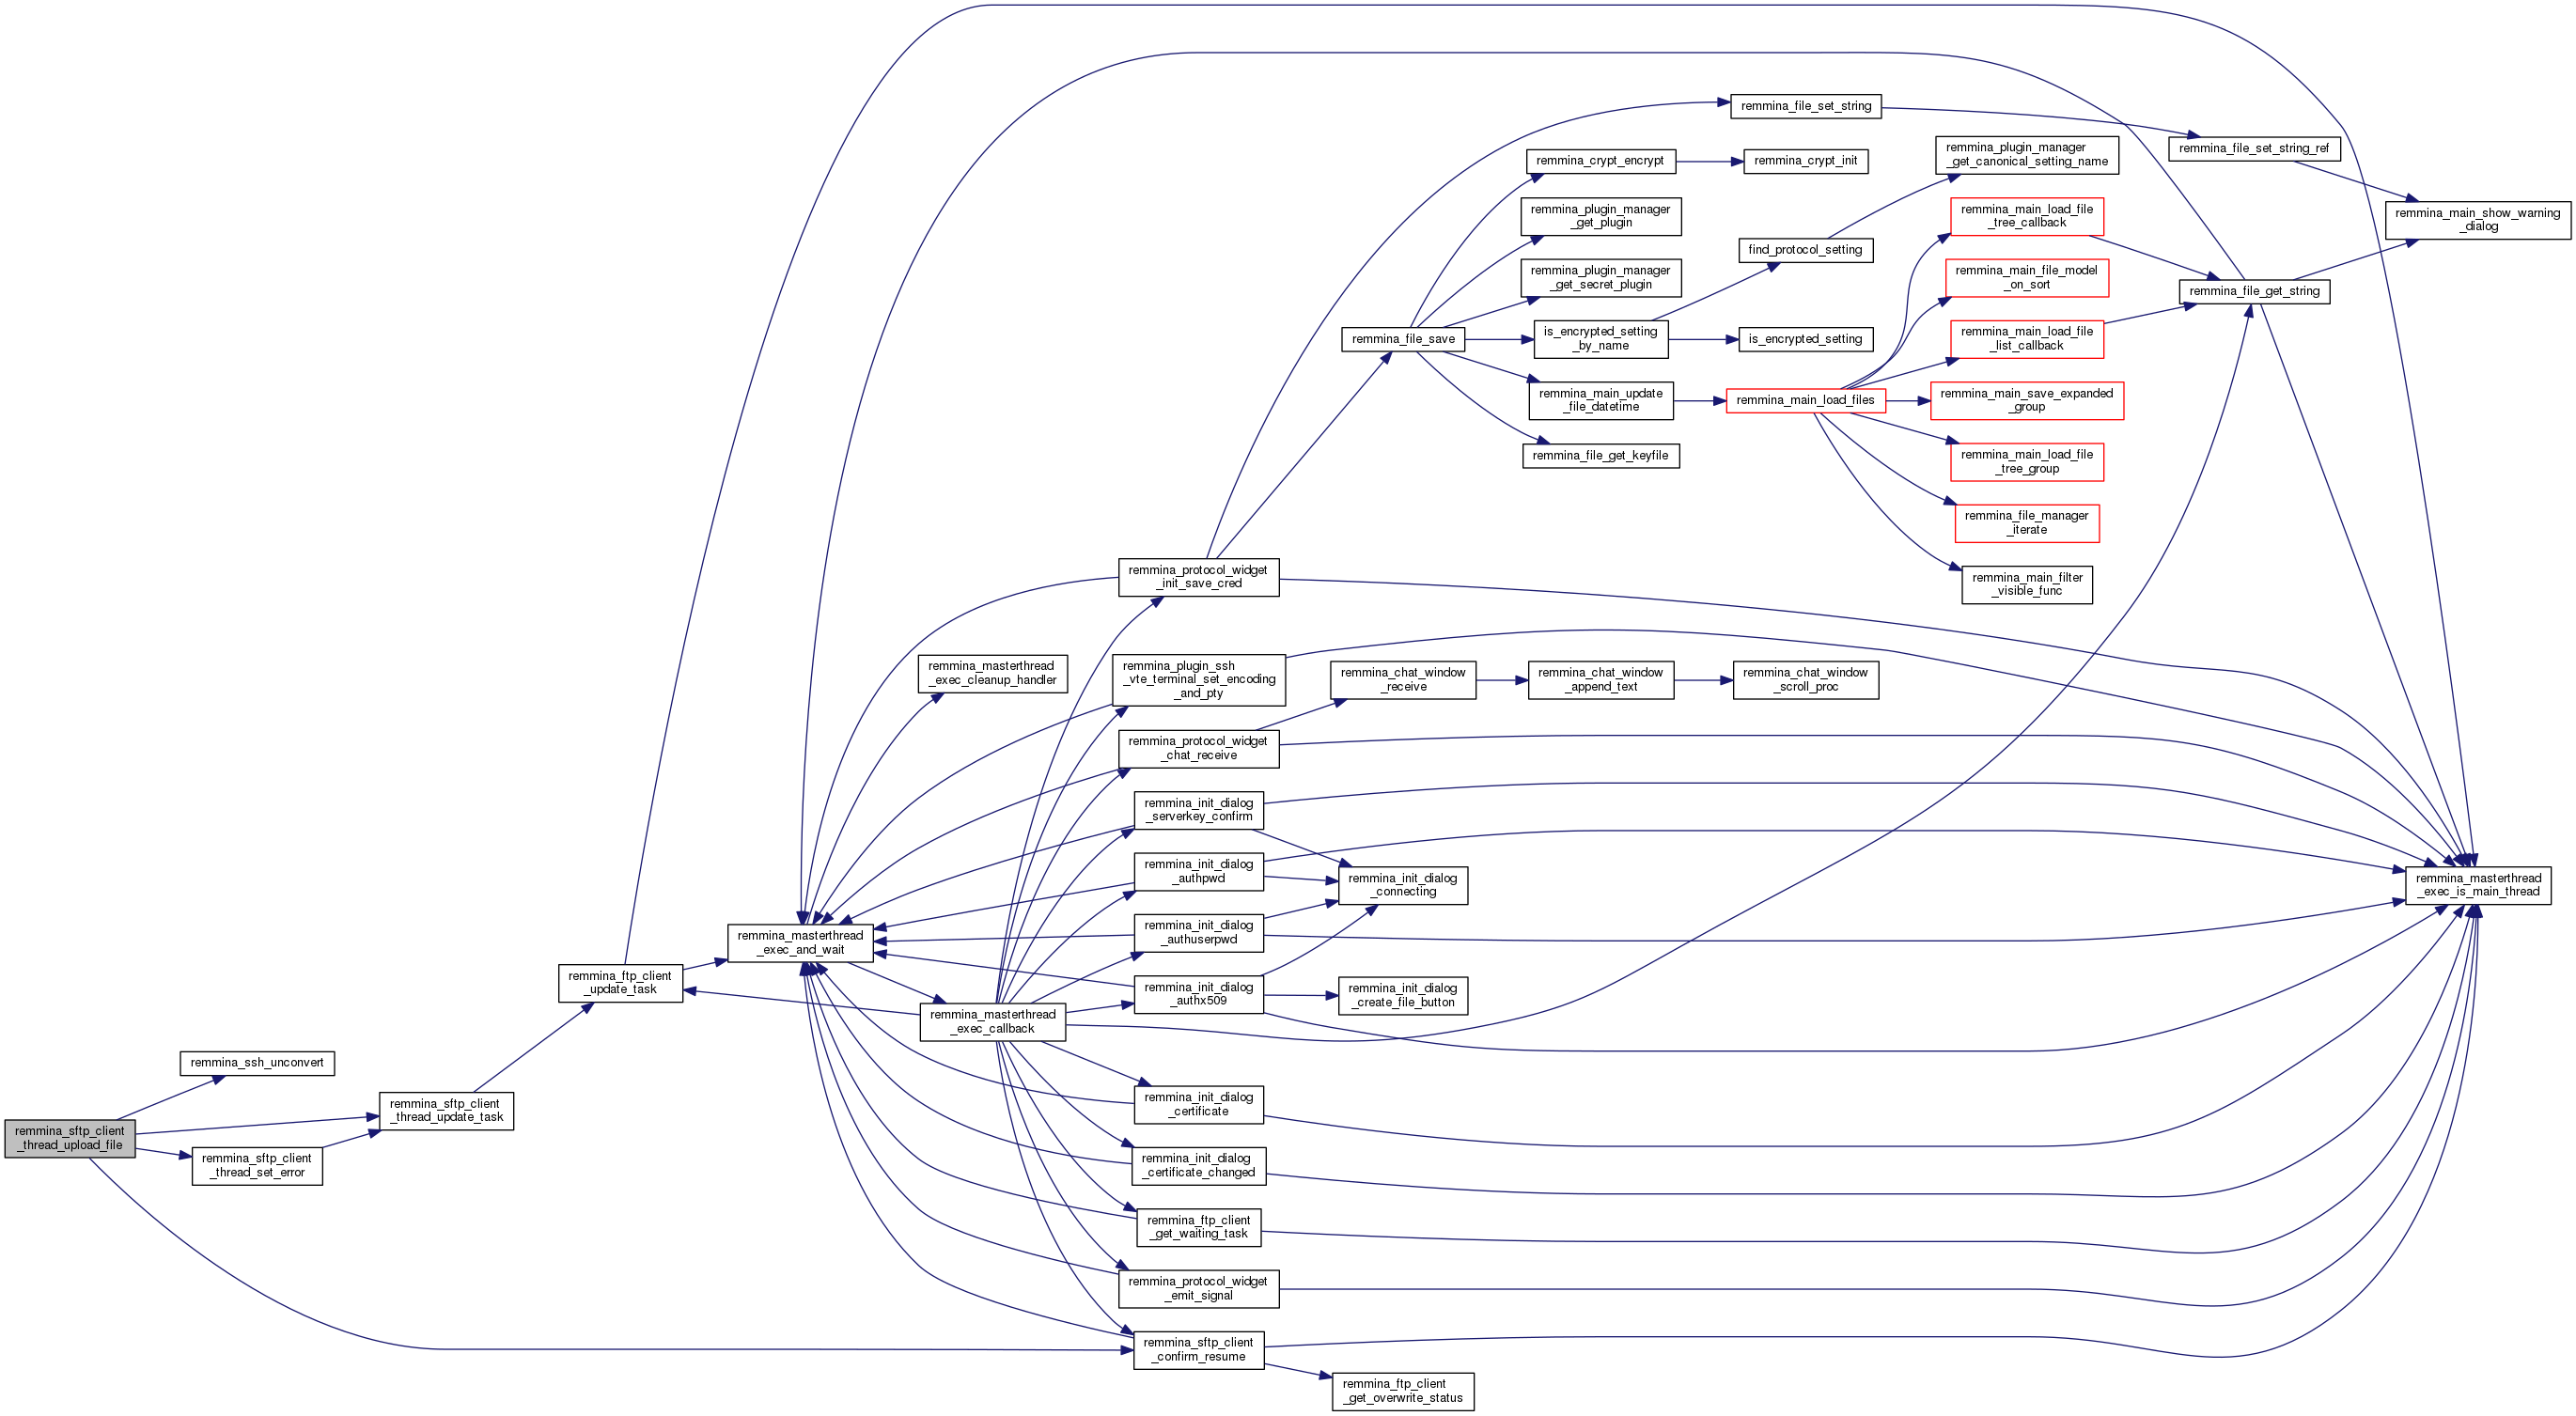 remmina_file_set_string
remmina_plugin_manager
_get_canonical_setting_name
remmina_file_set_string_ref
remmina_crypt_encrypt
remmina_crypt_init
remmina_plugin_manager
_get_plugin
remmina_main_load_file
_tree_callback
remmina_main_show_warning
_dialog
find_protocol_setting
remmina_plugin_manager
_get_secret_plugin
remmina_main_file_model
_on_sort
remmina_file_get_string
remmina_file_save
is_encrypted_setting
_by_name
is_encrypted_setting
remmina_main_load_file
_list_callback
remmina_main_update
_file_datetime
remmina_main_load_files
remmina_main_save_expanded
_group
remmina_file_get_keyfile
remmina_main_load_file
_tree_group
remmina_file_manager
_iterate
remmina_protocol_widget
_init_save_cred
remmina_main_filter
_visible_func
remmina_masterthread
_exec_cleanup_handler
remmina_plugin_ssh
_vte_terminal_set_encoding
_and_pty
remmina_chat_window
_receive
remmina_chat_window
_append_text
remmina_chat_window
_scroll_proc
remmina_protocol_widget
_chat_receive
remmina_init_dialog
_serverkey_confirm
remmina_init_dialog
_authpwd
remmina_init_dialog
_connecting
remmina_masterthread
_exec_is_main_thread
remmina_masterthread
_exec_and_wait
remmina_init_dialog
_authuserpwd
remmina_ftp_client
_update_task
remmina_init_dialog
_authx509
remmina_init_dialog
_create_file_button
remmina_masterthread
_exec_callback
remmina_ssh_unconvert
remmina_sftp_client
_thread_update_task
remmina_init_dialog
_certificate
remmina_sftp_client
_thread_upload_file
remmina_sftp_client
_thread_set_error
remmina_init_dialog
_certificate_changed
remmina_ftp_client
_get_waiting_task
remmina_protocol_widget
_emit_signal
remmina_sftp_client
_confirm_resume
remmina_ftp_client
_get_overwrite_status